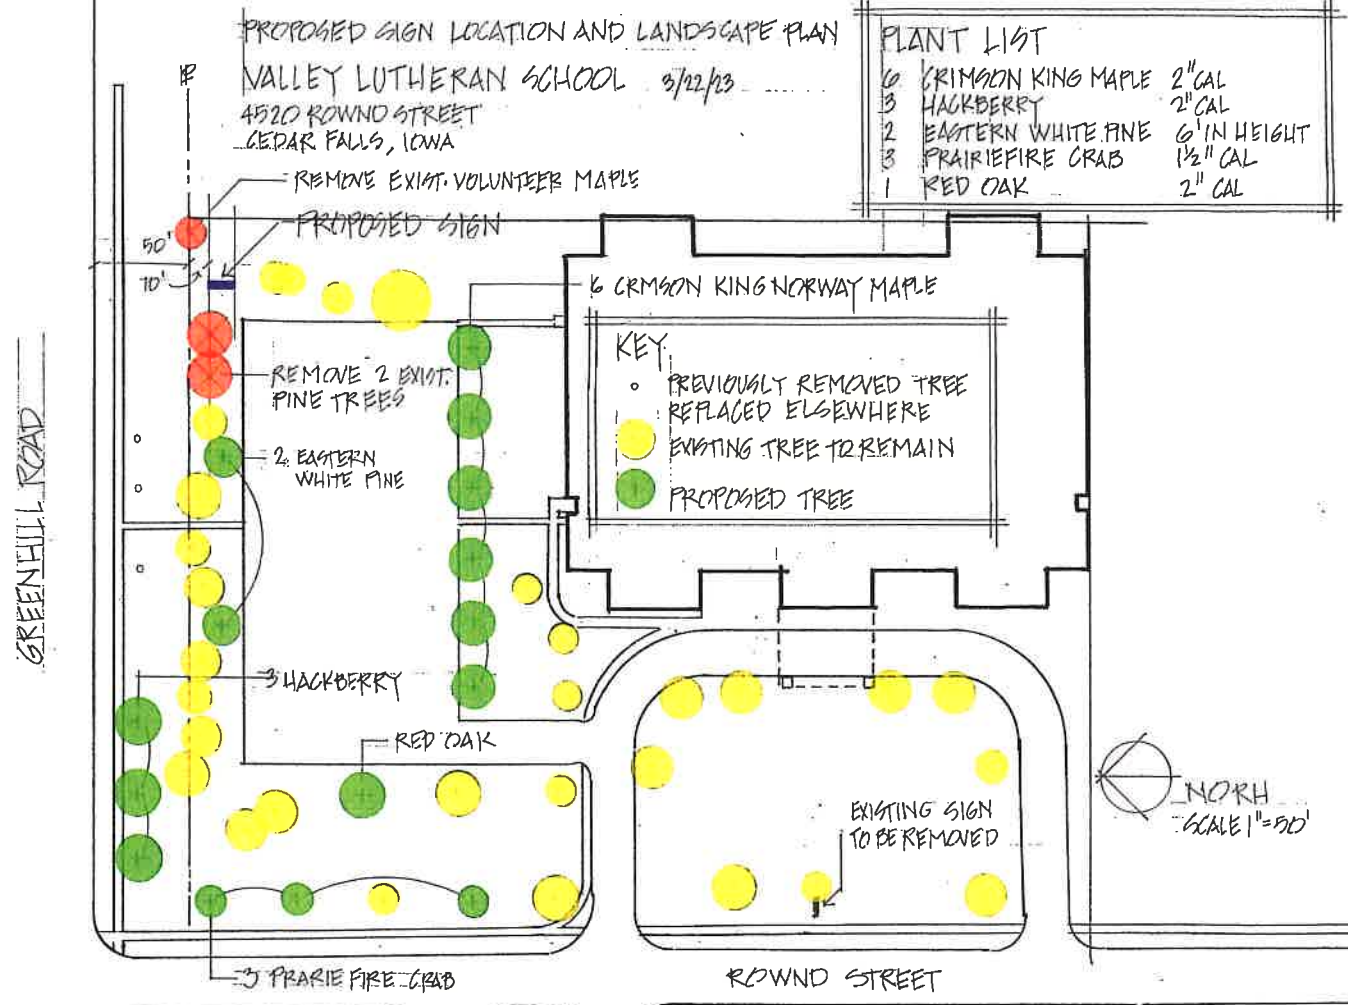 PROPOSED SIGN LOCATION AND LANDSCAPE PLAN
VALLEY LUTHERAN SCHOOL 3/22/23
4520 ROWND STREET
CEDAR FALLS, IOWA
PLANT LIST
6 CRIMSON KING MAPLE 2" CAL
3 HACKBERRY 2" CAL
2 EASTERN WHITE PINE 6' IN HEIGHT
3 PRAIRIEFIRE CRAB 1½" CAL
1 RED OAK 2" CAL
REMOVE EXIST. VOLUNTEER MAPLE
PROPOSED SIGN
50'
70'
6 CRMSON KING NORWAY MAPLE
KEY
PREVIOUSLY REMOVED TREE
REPLACED ELSEWHERE
EXISTING TREE TO REMAIN
PROPOSED TREE
REMOVE 2 EXIST.
PINE TREES
2 EASTERN
WHITE PINE
GREENHILL ROAD
3 HACKBERRY
RED OAK
EXISTING SIGN
TO BE REMOVED
NORH
SCALE 1"=50'
3 PRARIE FIRE CRAB
ROWND STREET